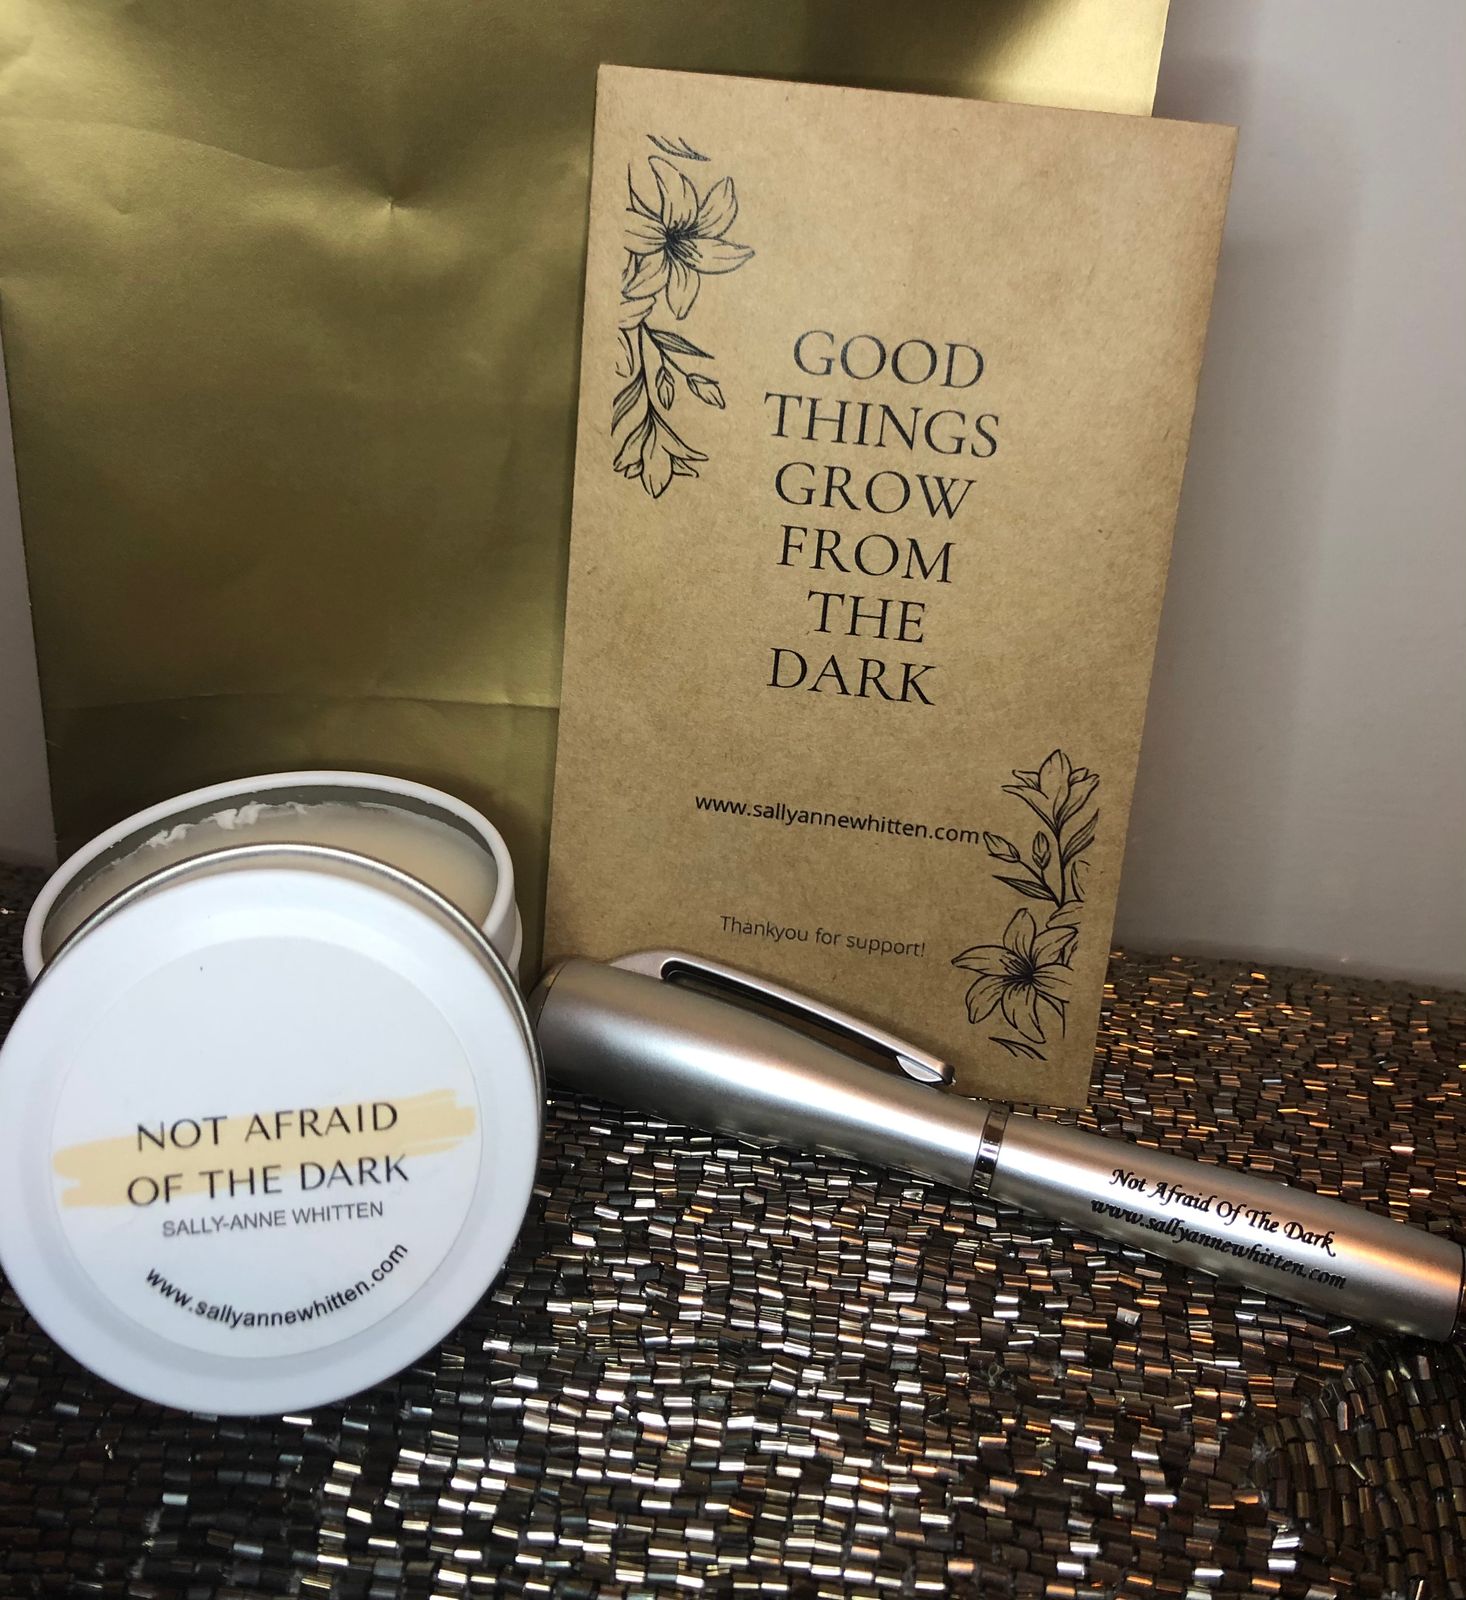 GOOD
THINGS
GROW
FROM
THE
DARK
www.sallyannewhitten.com
Thankyou for support!
NOT AFRAID
OF THE DARK
SALLY-ANNE WHITTEN
www.sallyannewhitten.com
Not Afraid Of The Dark
www.sallyannewhitten.com